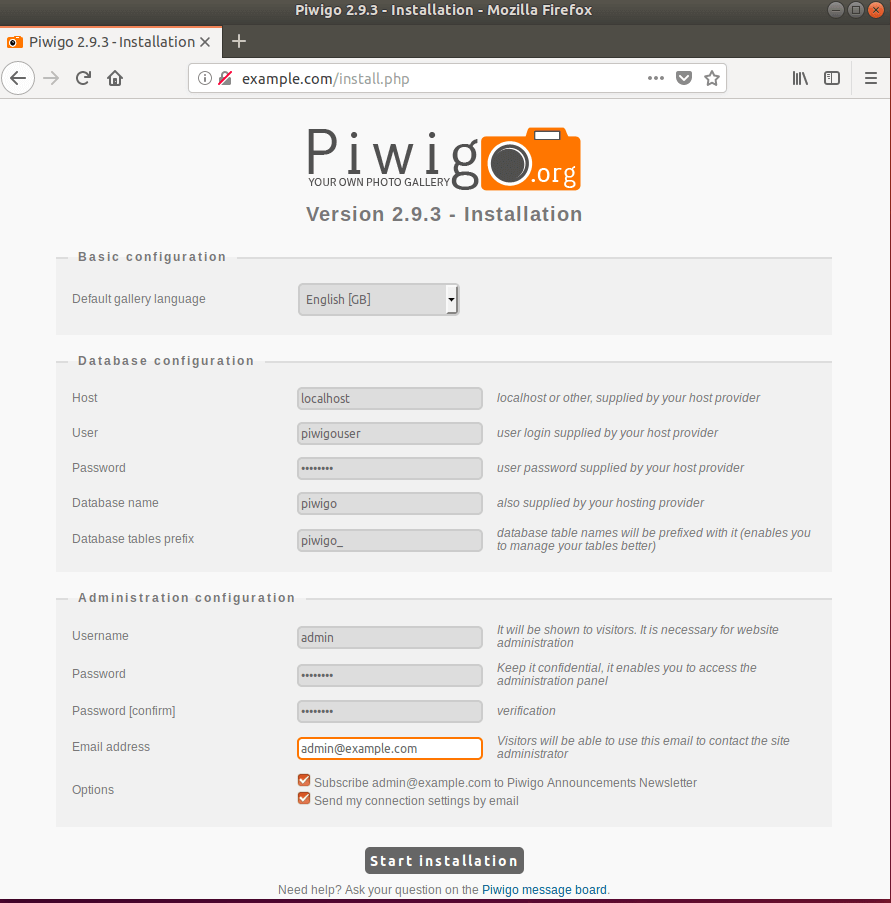 Piwigo 2.9.3 - Installation - Mozilla Firefox
Piwigo 2.9.3 - Installation
example.com/install.php
Piwigo.org
YOUR OWN PHOTO GALLERY
Version 2.9.3 - Installation
Basic configuration
Default gallery language English [GB]
Database configuration
Host localhost localhost or other, supplied by your host provider
User piwigouser user login supplied by your host provider
Password •••••••• user password supplied by your host provider
Database name piwigo also supplied by your hosting provider
Database tables prefix piwigo_ database table names will be prefixed with it (enables you
to manage your tables better)
Administration configuration
Username admin It will be shown to visitors. It is necessary for website
administration
Password •••••••• Keep it confidential, it enables you to access the
administration panel
Password [confirm] •••••••• verification
Email address admin@example.com Visitors will be able to use this email to contact the site
administrator
Options Subscribe admin@example.com to Piwigo Announcements Newsletter
Send my connection settings by email
Start installation
Need help? Ask your question on the Piwigo message board.